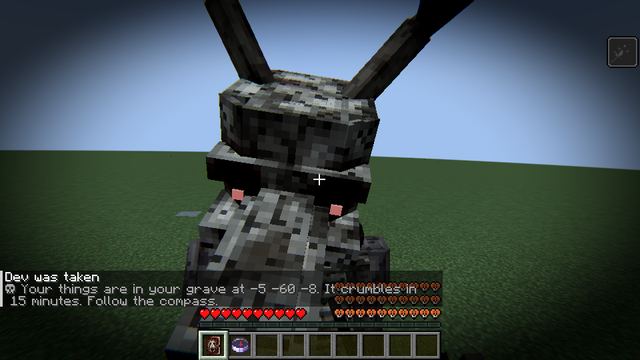 Dev was taken
☠ Your things are in your grave at -5 -60 -8. It crumbles in
15 minutes. Follow the compass.